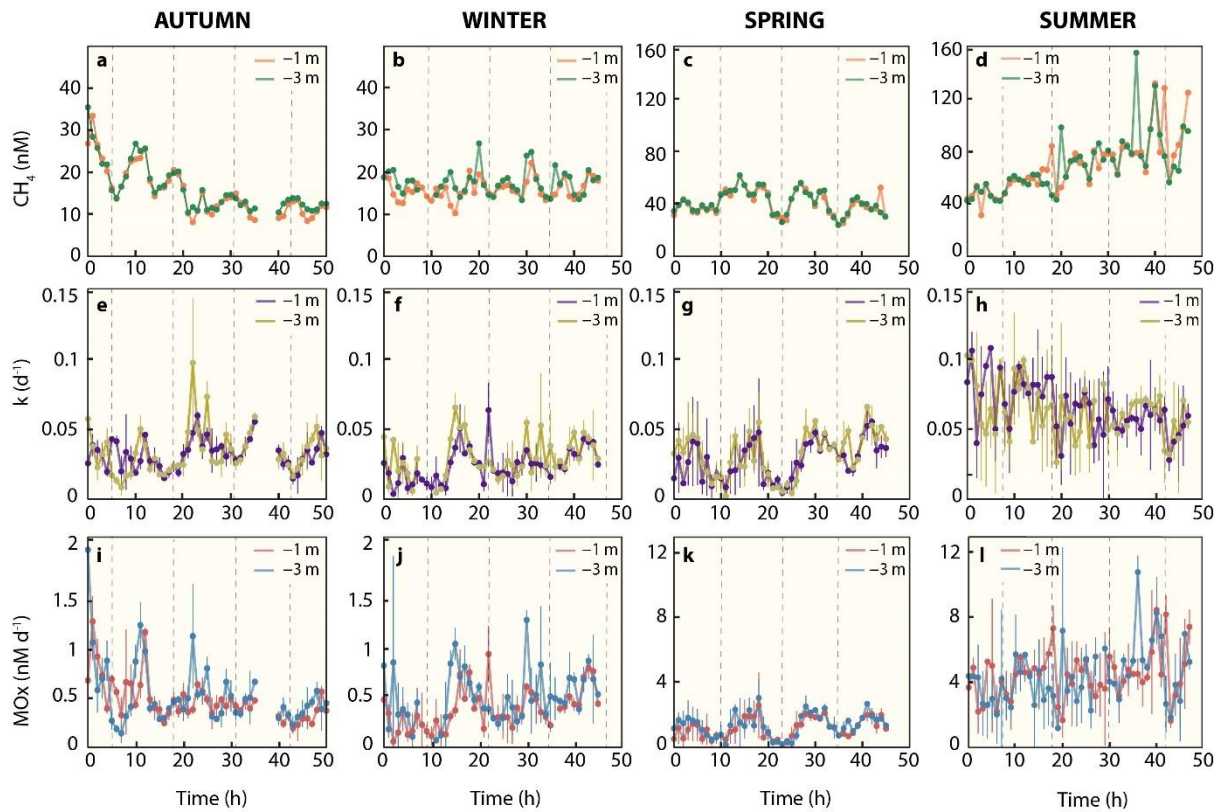 AUTUMN WINTER SPRING SUMMER
a −1 m −3 m
b −1 m −3 m
c −1 m −3 m
d −1 m −3 m
CH₄ (nM)
40 30 20 10 0
40 30 20 10 0
160 120 80 40 0
160 120 80 40 0
0 10 20 30 40 50 0 10 20 30 40 50 0 10 20 30 40 50 0 10 20 30 40 50
e −1 m −3 m
f −1 m −3 m
g −1 m −3 m
h −1 m −3 m
k (d⁻¹)
0.15 0.1 0.05 0
0.15 0.1 0.05 0
0.15 0.1 0.05 0
0.15 0.1 0.05 0
0 10 20 30 40 50 0 10 20 30 40 50 0 10 20 30 40 50 0 10 20 30 40 50
i −1 m −3 m
j −1 m −3 m
k −1 m −3 m
l −1 m −3 m
MOx (nM d⁻¹)
2 1.5 1 0.5 0
2 1.5 1 0.5 0
12 8 4 0
12 8 4 0
0 10 20 30 40 50 0 10 20 30 40 50 0 10 20 30 40 50 0 10 20 30 40 50
Time (h) Time (h) Time (h) Time (h)